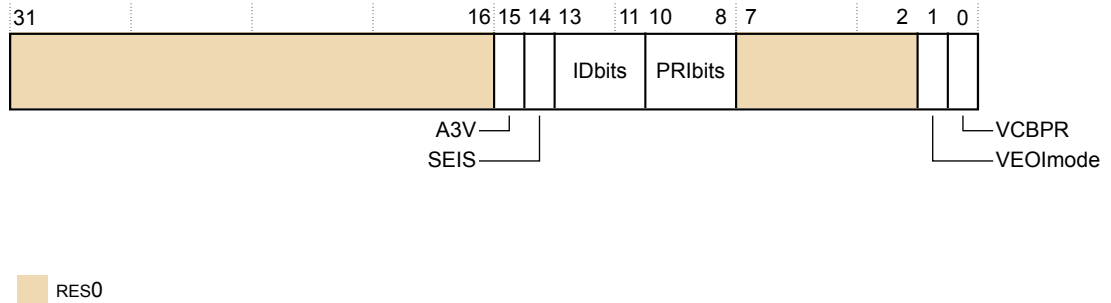 31 16 15 14 13 11 10 8 7 2 1 0
IDbits PRIbits
A3V VCBPR
SEIS VEOImode
RES0